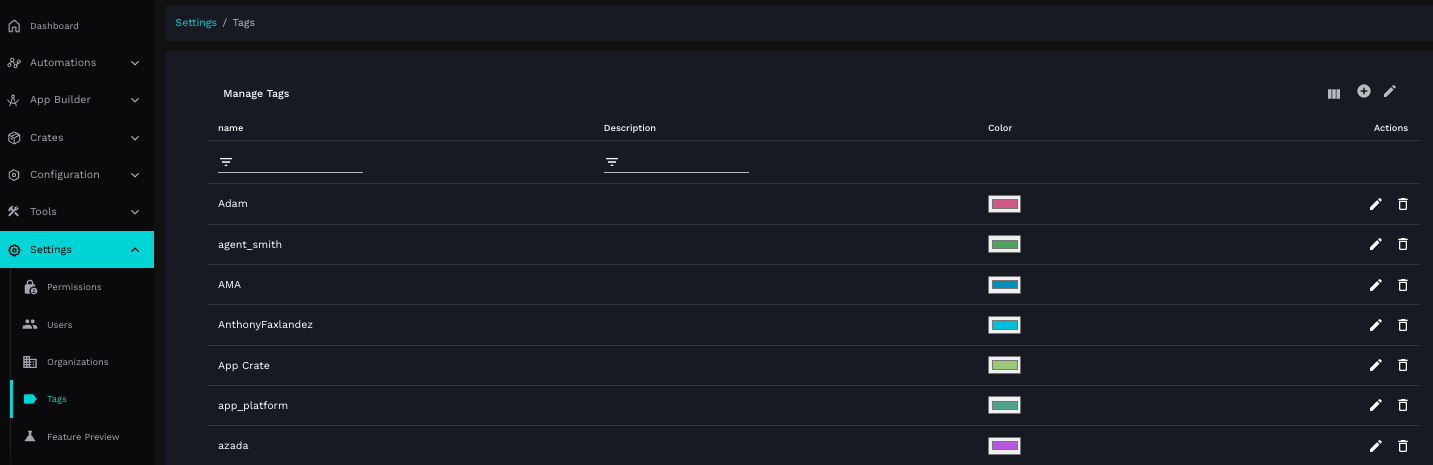 Dashboard
Automations
App Builder
Crates
Configuration
Tools
Settings
Permissions
Users
Organizations
Tags
Feature Preview
Settings / Tags
Manage Tags
name Description Color Actions
Adam
agent_smith
AMA
AnthonyFaxlandez
App Crate
app_platform
azada